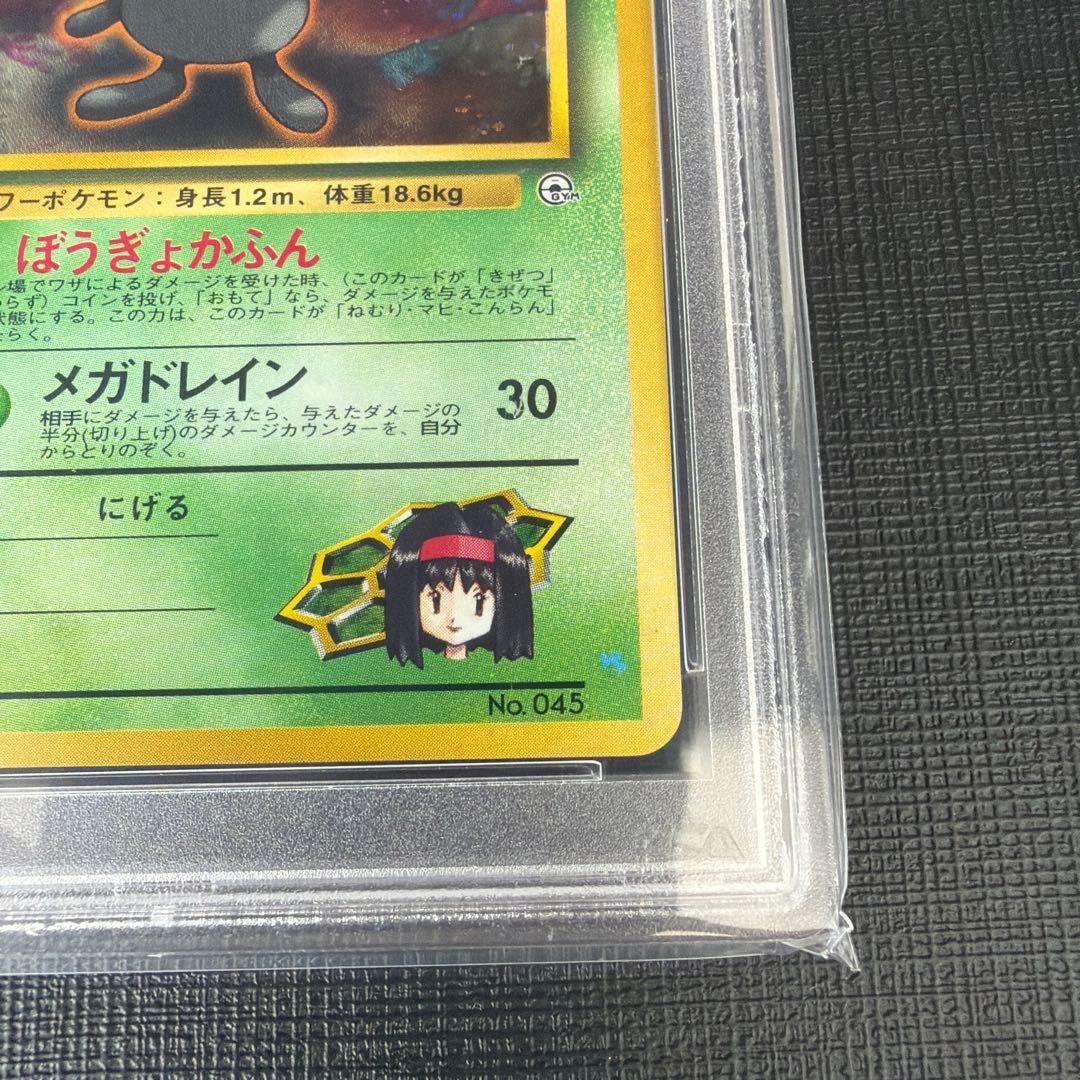 フーポケモン：身長1.2m、体重18.6kg
GYM
ぼうぎょかふん
ル場でワザによるダメージを受けた時、（このカードが「きぜつ」
らず）コインを投げ、「おもて」なら、ダメージを与えたポケモ
状態にする。この力は、このカードが「ねむり・マヒ・こんらん」
たらく。
メガドレイン
30
相手にダメージを与えたら、与えたダメージの
半分(切り上げ)のダメージカウンターを、自分
からとりのぞく。
にげる
No. 045